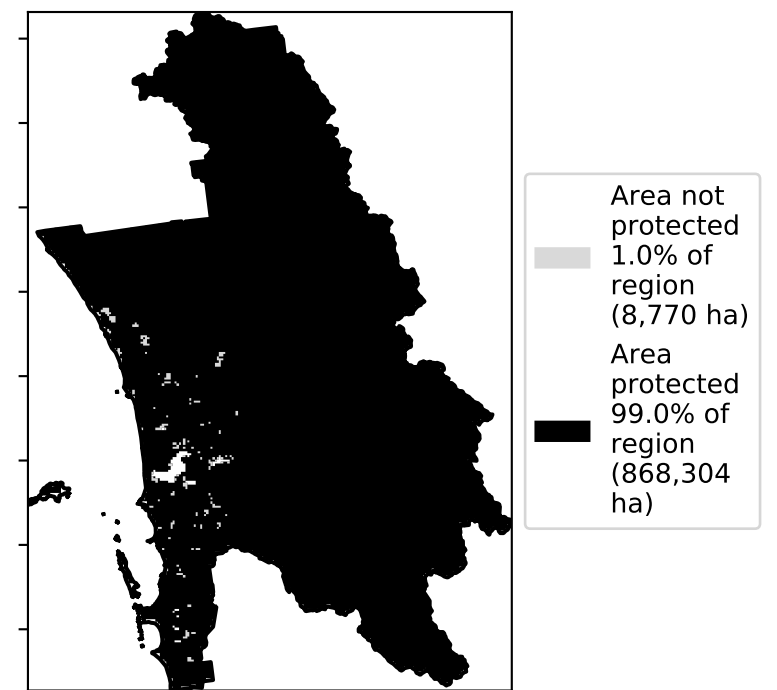 Area not
protected
1.0% of
region
(8,770 ha)
Area
protected
99.0% of
region
(868,304
ha)